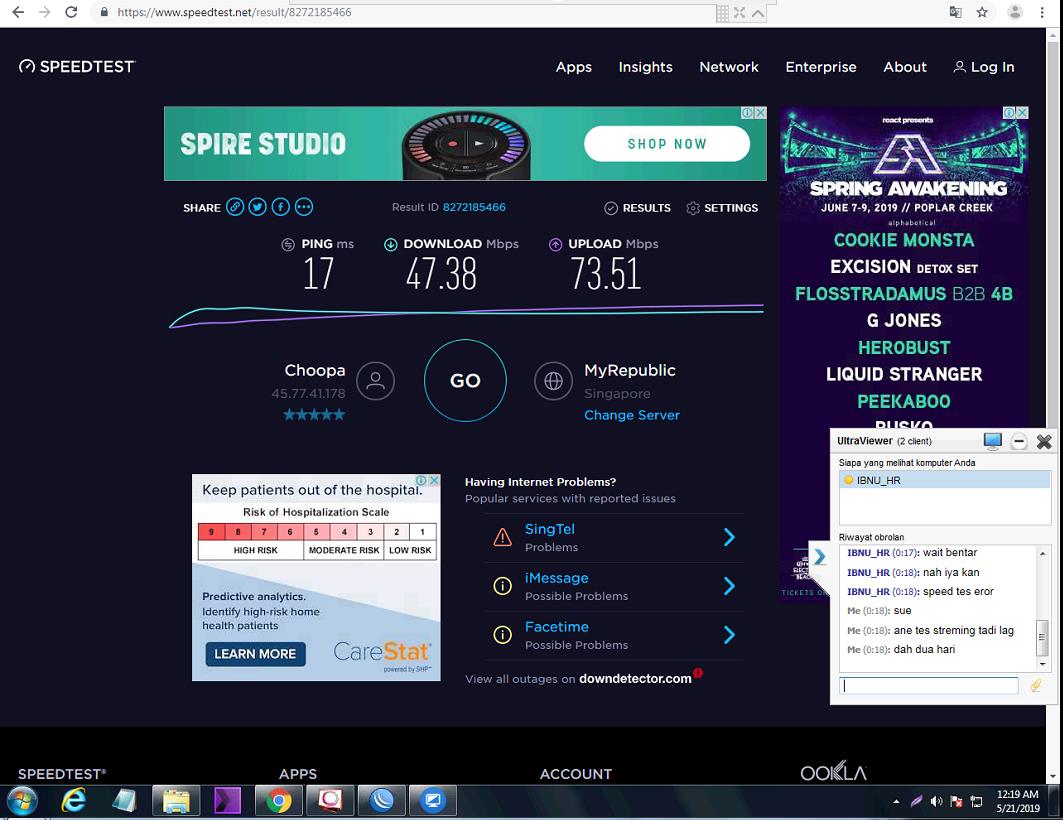 https://www.speedtest.net/result/8272185466
SPEEDTEST
Apps Insights Network Enterprise About Log In
SPIRE STUDIO
SHOP NOW
SHARE
Result ID 8272185466
RESULTS SETTINGS
PING ms
17
DOWNLOAD Mbps
47.38
UPLOAD Mbps
73.51
Choopa
45.77.41.178
GO
MyRepublic
Singapore
Change Server
react presents
SPRING AWAKENING
JUNE 7-9, 2019 // POPLAR CREEK
alphabetical
COOKIE MONSTA
EXCISION DETOX SET
FLOSSTRADAMUS B2B 4B
G JONES
HEROBUST
LIQUID STRANGER
PEEKABOO
RUSKO
Keep patients out of the hospital.
Risk of Hospitalization Scale
9 8 7 6 5 4 3 2 1
HIGH RISK MODERATE RISK LOW RISK
Predictive analytics.
Identify high-risk home
health patients
LEARN MORE
CareStat
powered by SHP™
Having Internet Problems?
Popular services with reported issues
SingTel
Problems
iMessage
Possible Problems
Facetime
Possible Problems
View all outages on downdetector.com
UltraViewer (2 client)
Siapa yang melihat komputer Anda
IBNU_HR
Riwayat obrolan
IBNU_HR (0:17): wait bentar
IBNU_HR (0:18): nah iya kan
IBNU_HR (0:18): speed tes eror
Me (0:18): sue
Me (0:18): ane tes streming tadi lag
Me (0:18): dah dua hari
SPEEDTEST® APPS ACCOUNT OOKLA
12:19 AM
5/21/2019